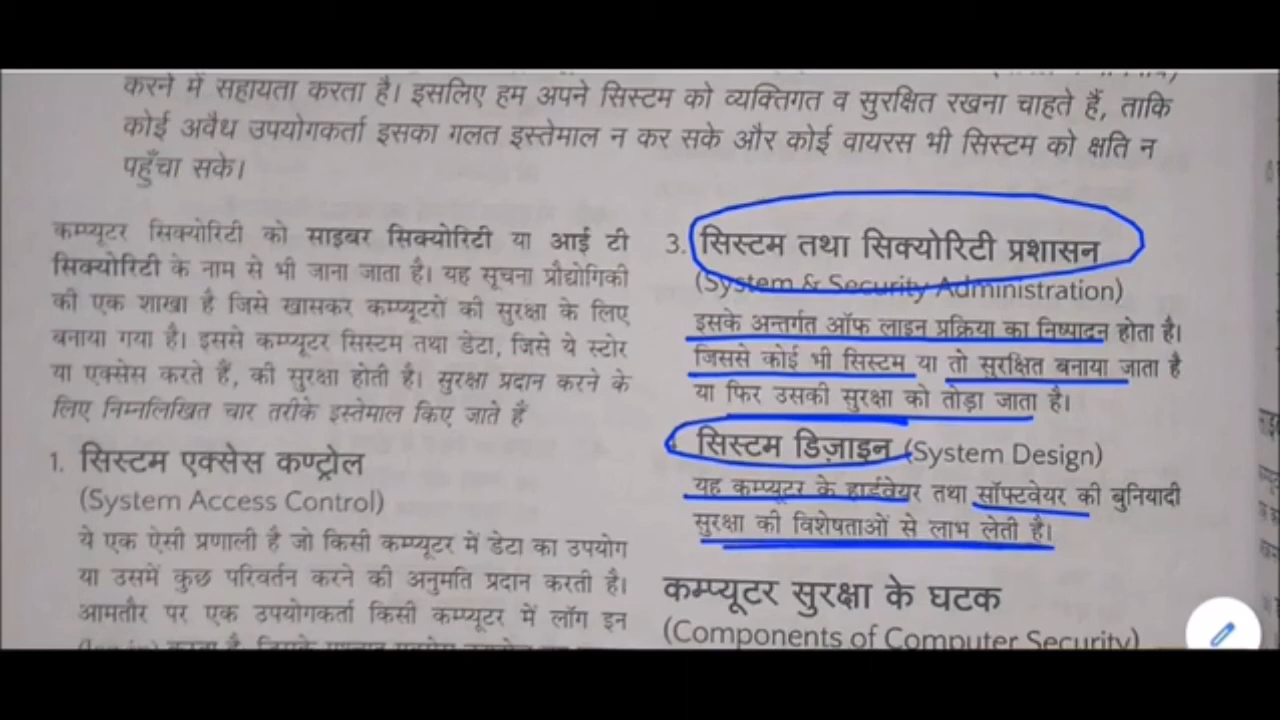 करने में सहायता करता है। इसलिए हम अपने सिस्टम को व्यक्तिगत व सुरक्षित रखना चाहते हैं, ताकि
कोई अवैध उपयोगकर्ता इसका गलत इस्तेमाल न कर सके और कोई वायरस भी सिस्टम को क्षति न
पहुँचा सके।
कम्प्यूटर सिक्योरिटी को साइबर सिक्योरिटी या आई टी
सिक्योरिटी के नाम से भी जाना जाता है। यह सूचना प्रौद्योगिकी
की एक शाखा है जिसे खासकर कम्प्यूटरों की सुरक्षा के लिए
बनाया गया है। इससे कम्प्यूटर सिस्टम तथा डेटा, जिसे ये स्टोर
या एक्सेस करते हैं, की सुरक्षा होती है। सुरक्षा प्रदान करने के
लिए निम्नलिखित चार तरीके इस्तेमाल किए जाते हैं
1. सिस्टम एक्सेस कण्ट्रोल
(System Access Control)
ये एक ऐसी प्रणाली है जो किसी कम्प्यूटर में डेटा का उपयोग
या उसमें कुछ परिवर्तन करने की अनुमति प्रदान करती है।
आमतौर पर एक उपयोगकर्ता किसी कम्प्यूटर में लॉग इन
3. सिस्टम तथा सिक्योरिटी प्रशासन
(System & Security Administration)
इसके अन्तर्गत ऑफ लाइन प्रक्रिया का निष्पादन होता है।
जिससे कोई भी सिस्टम या तो सुरक्षित बनाया जाता है
या फिर उसकी सुरक्षा को तोड़ा जाता है।
सिस्टम डिज़ाइन (System Design)
यह कम्प्यूटर के हार्डवेयर तथा सॉफ्टवेयर की बुनियादी
सुरक्षा की विशेषताओं से लाभ लेती है।
कम्प्यूटर सुरक्षा के घटक
(Components of Computer Security)